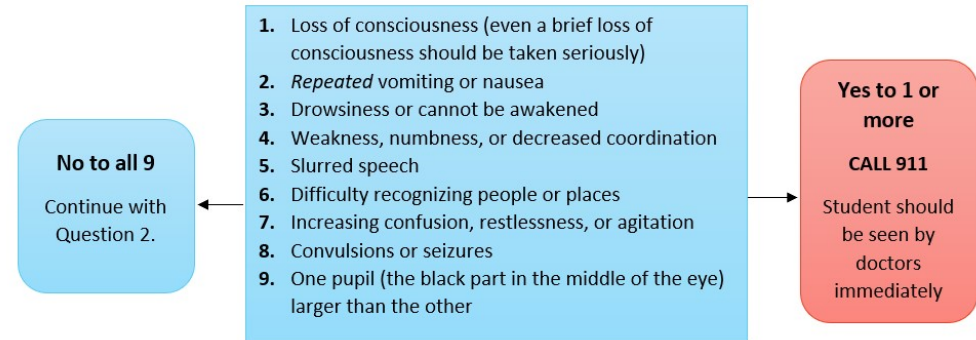 No to all 9
Continue with
Question 2.
1. Loss of consciousness (even a brief loss of
consciousness should be taken seriously)
2. Repeated vomiting or nausea
3. Drowsiness or cannot be awakened
4. Weakness, numbness, or decreased coordination
5. Slurred speech
6. Difficulty recognizing people or places
7. Increasing confusion, restlessness, or agitation
8. Convulsions or seizures
9. One pupil (the black part in the middle of the eye)
larger than the other
Yes to 1 or
more
CALL 911
Student should
be seen by
doctors
immediately